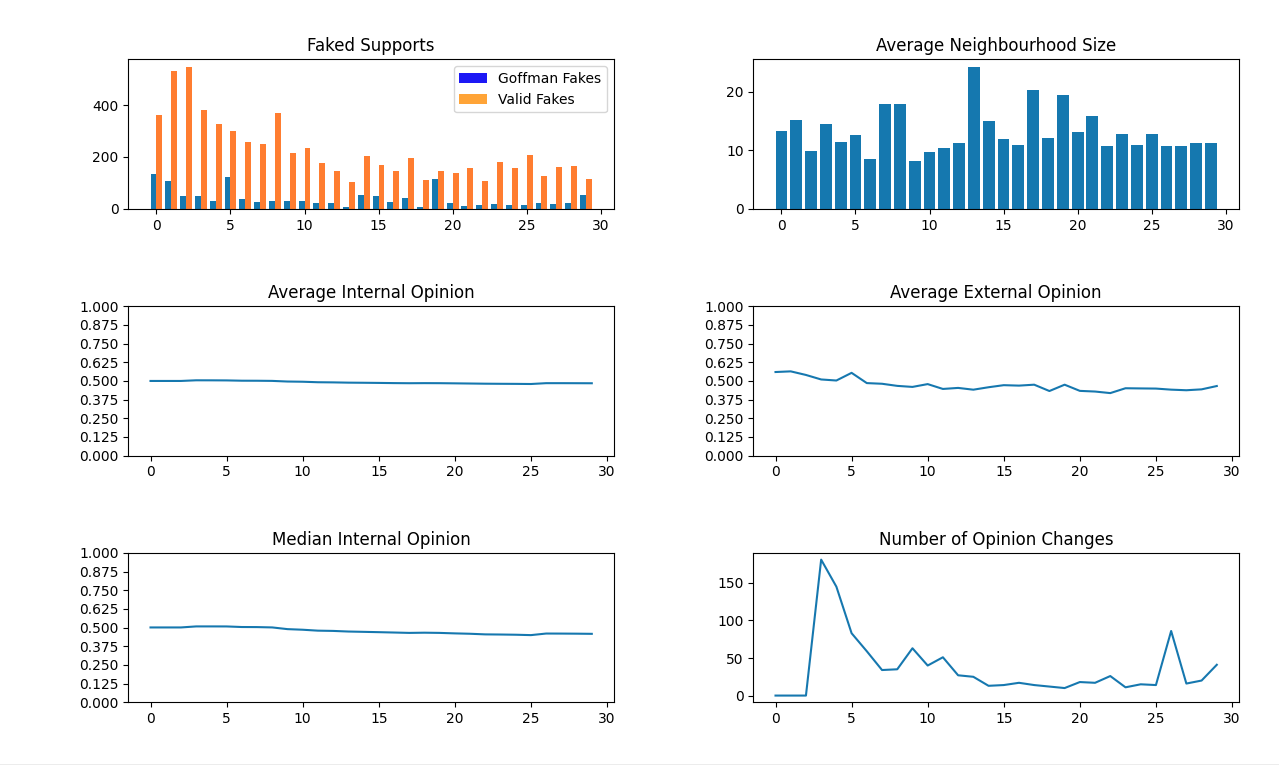 Faked Supports
Goffman Fakes
Valid Fakes
400
200
0
0 5 10 15 20 25 30
Average Neighbourhood Size
20
10
0
0 5 10 15 20 25 30
Average Internal Opinion
1.000
0.875
0.750
0.625
0.500
0.375
0.250
0.125
0.000
0 5 10 15 20 25 30
Average External Opinion
1.000
0.875
0.750
0.625
0.500
0.375
0.250
0.125
0.000
0 5 10 15 20 25 30
Median Internal Opinion
1.000
0.875
0.750
0.625
0.500
0.375
0.250
0.125
0.000
0 5 10 15 20 25 30
Number of Opinion Changes
150
100
50
0
0 5 10 15 20 25 30